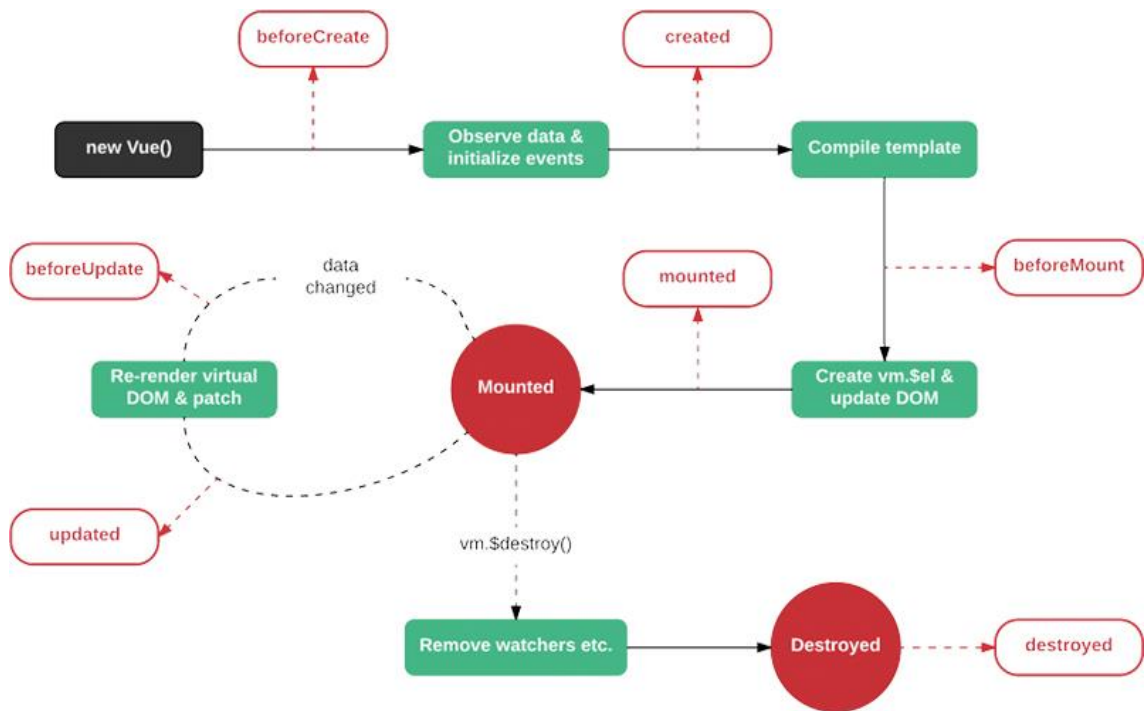 beforeCreate
created
new Vue()
Observe data &
initialize events
Compile template
beforeUpdate
data
changed
mounted
beforeMount
Re-render virtual
DOM & patch
Mounted
Create vm.$el &
update DOM
updated
vm.$destroy()
Remove watchers etc.
Destroyed
destroyed